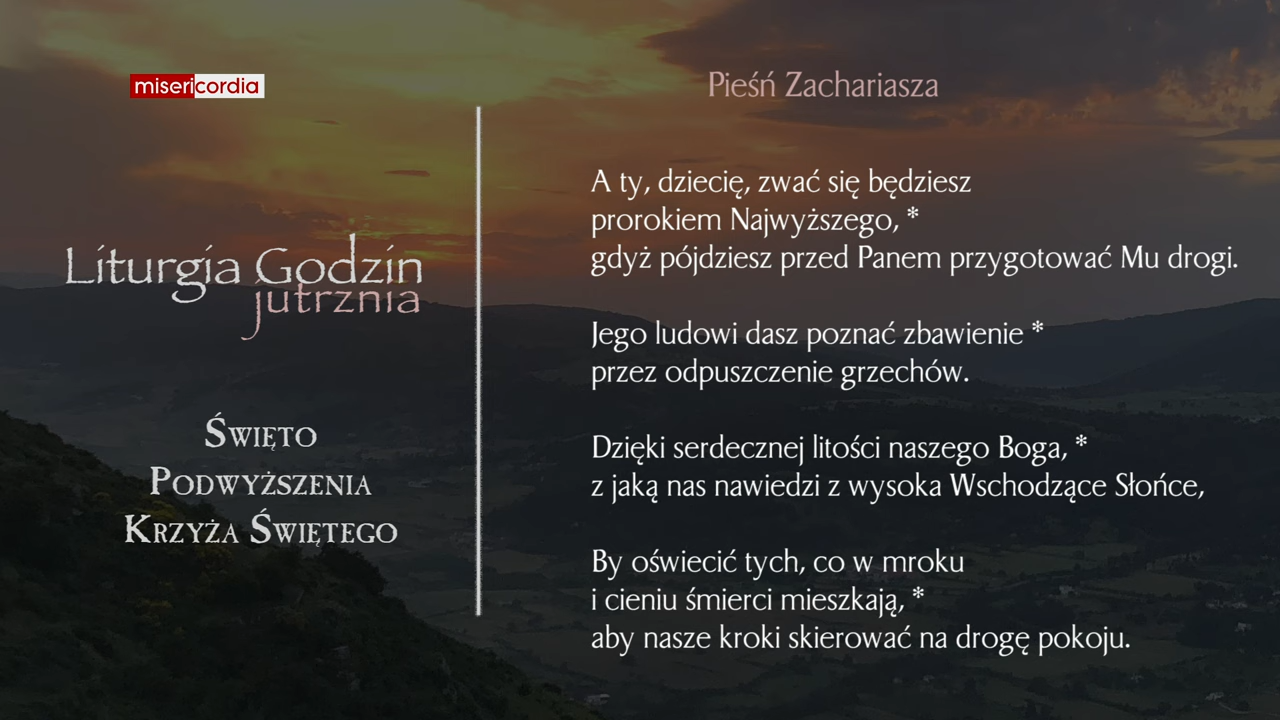 misericordia
Liturgia Godzin
jutrznia
Święto
Podwyższenia
Krzyża Świętego
Pieśń Zachariasza
A ty, dziecię, zwać się będziesz
prorokiem Najwyższego, *
gdyż pójdziesz przed Panem przygotować Mu drogi.
Jego ludowi dasz poznać zbawienie *
przez odpuszczenie grzechów.
Dzięki serdecznej litości naszego Boga, *
z jaką nas nawiedzi z wysoka Wschodzące Słońce,
By oświecić tych, co w mroku
i cieniu śmierci mieszkają, *
aby nasze kroki skierować na drogę pokoju.